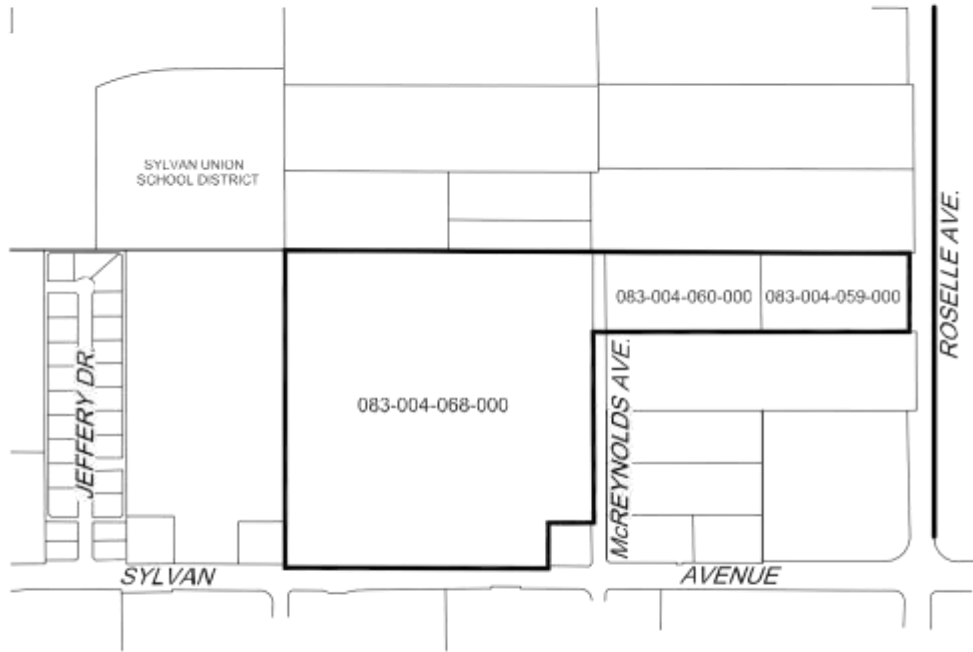 SYLVAN UNION
SCHOOL DISTRICT
ROSELLE AVE.
083-004-060-000
083-004-059-000
JEFFERY DR.
083-004-068-000
McREYNOLDS AVE.
SYLVAN
AVENUE